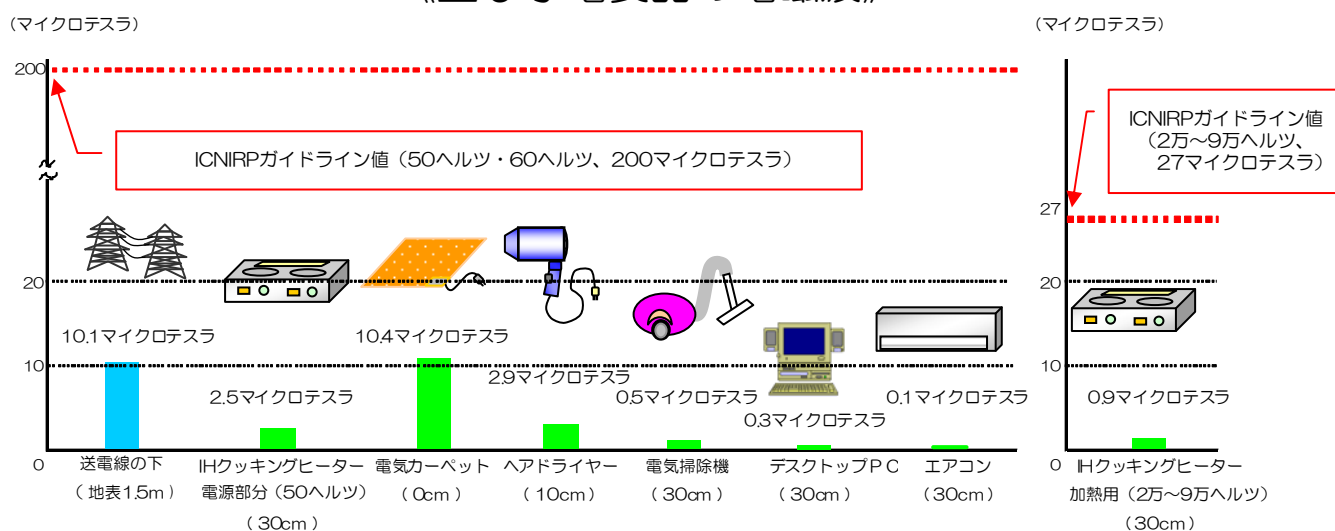 （マイクロテスラ）
200
ICNIRPガイドライン値（50ヘルツ・60ヘルツ、200マイクロテスラ）
20
10.1マイクロテスラ
10.4マイクロテスラ
10
2.9マイクロテスラ
2.5マイクロテスラ
0.5マイクロテスラ
0.1マイクロテスラ
0.3マイクロテスラ
0
送電線の下
（地表1.5m）
IHクッキングヒーター
電源部分（50ヘルツ）
（30cm）
電気カーペット
（0cm）
ヘアドライヤー
（10cm）
電気掃除機
（30cm）
デスクトップPC
（30cm）
エアコン
（30cm）
（マイクロテスラ）
ICNIRPガイドライン値
（2万～9万ヘルツ、
27マイクロテスラ）
27
20
10
0.9マイクロテスラ
0
IHクッキングヒーター
加熱用（2万～9万ヘルツ）
（30cm）